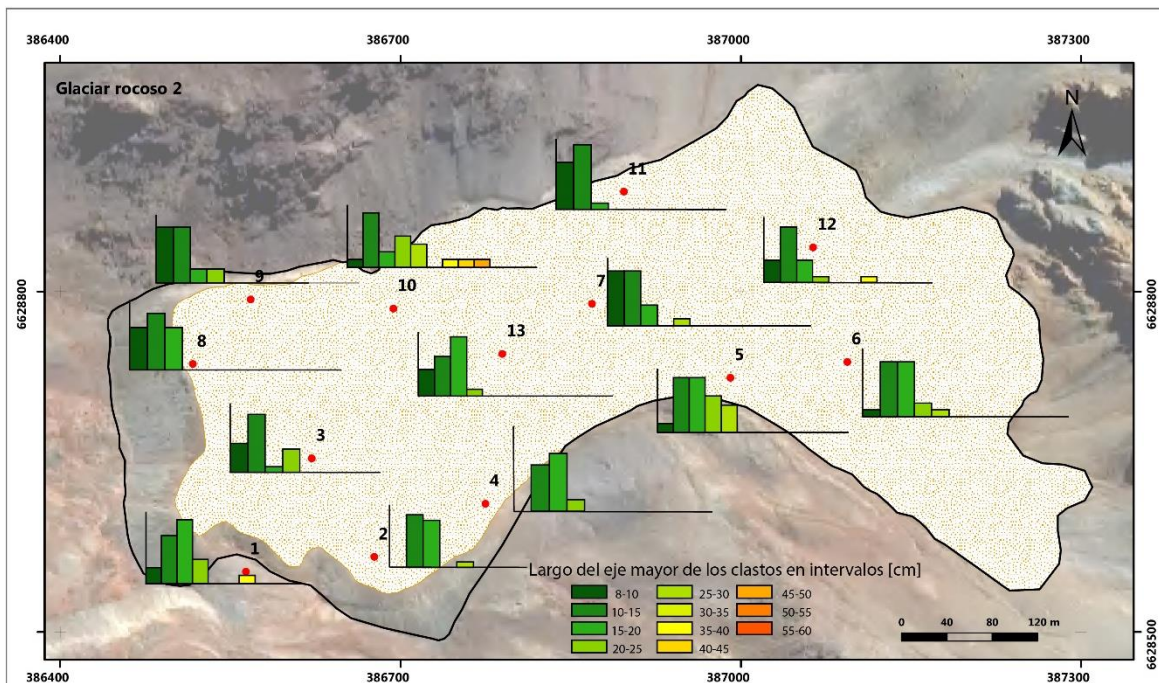 386400 386700 387000 387300
Glaciar rocoso 2
N
11
12
9
10
7
6628800
6628800
8
13
5
6
3
4
2
1
Largo del eje mayor de los clastos en intervalos [cm]
8-10 25-30 45-50
10-15 30-35 50-55
15-20 35-40 55-60
20-25 40-45
0 40 80 120 m
6628500
6628500
386400 386700 387000 387300